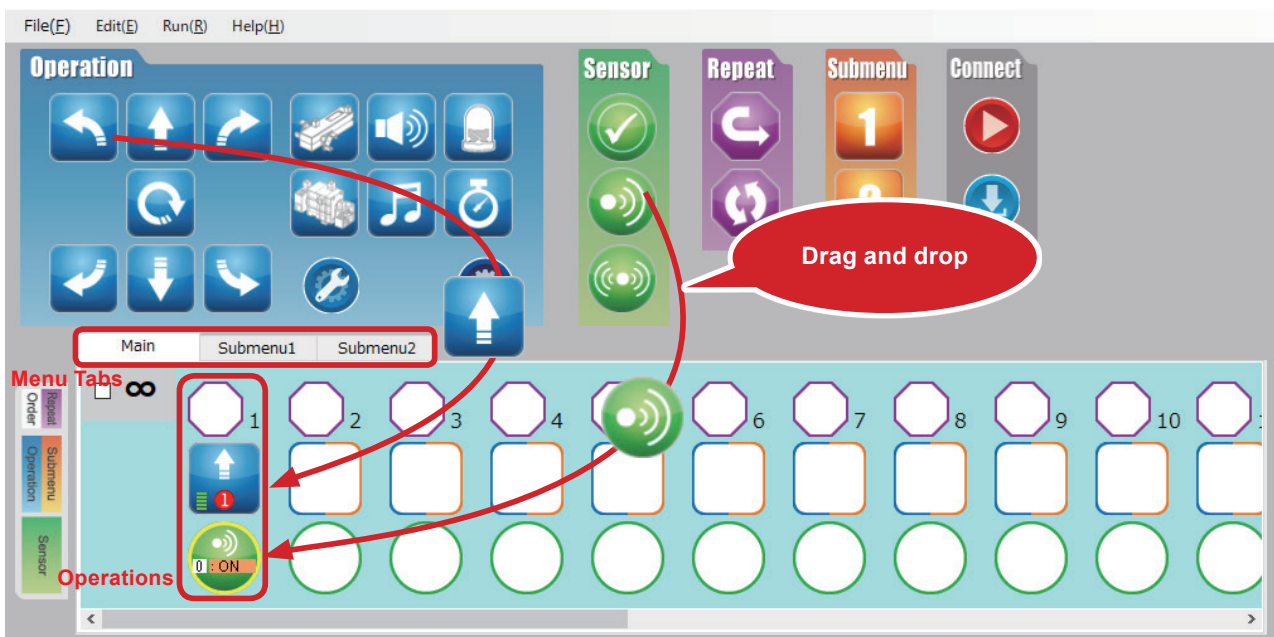 File(F) Edit(E) Run(R) Help(H)
Operation
Sensor
Repeat
Submenu
Connect
1
Drag and drop
Main
Submenu1
Submenu2
Menu Tabs
∞
1
2
3
4
6
7
8
9
10
Repeat
Order
Submenu
Operation
Sensor
1
0 : ON
Operations